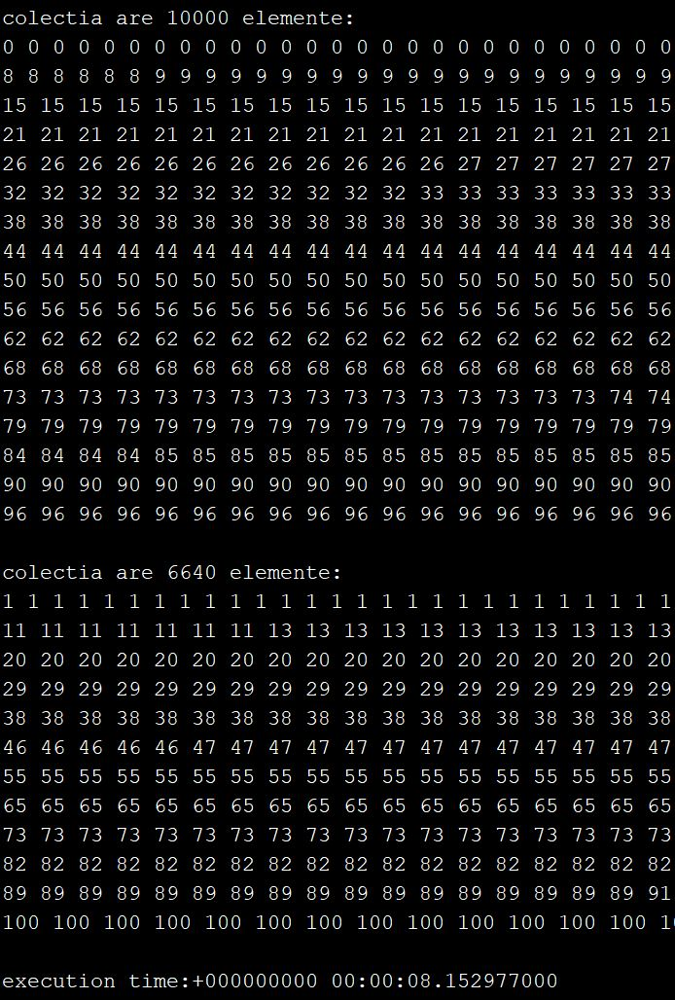 colectia are 10000 elemente:
0 0 0 0 0 0 0 0 0 0 0 0 0 0 0 0 0 0 0 0 0 0 0 0 0 0 0
8 8 8 8 8 8 9 9 9 9 9 9 9 9 9 9 9 9 9 9 9 9 9 9 9 9 9
15 15 15 15 15 15 15 15 15 15 15 15 15 15 15 15 15 15
21 21 21 21 21 21 21 21 21 21 21 21 21 21 21 21 21 21
26 26 26 26 26 26 26 26 26 26 26 26 27 27 27 27 27 27
32 32 32 32 32 32 32 32 32 32 32 33 33 33 33 33 33 33
38 38 38 38 38 38 38 38 38 38 38 38 38 38 38 38 38 38
44 44 44 44 44 44 44 44 44 44 44 44 44 44 44 44 44 44
50 50 50 50 50 50 50 50 50 50 50 50 50 50 50 50 50 50
56 56 56 56 56 56 56 56 56 56 56 56 56 56 56 56 56 56
62 62 62 62 62 62 62 62 62 62 62 62 62 62 62 62 62 62
68 68 68 68 68 68 68 68 68 68 68 68 68 68 68 68 68 68
73 73 73 73 73 73 73 73 73 73 73 73 73 73 73 73 74 74
79 79 79 79 79 79 79 79 79 79 79 79 79 79 79 79 79 79
84 84 84 84 85 85 85 85 85 85 85 85 85 85 85 85 85 85
90 90 90 90 90 90 90 90 90 90 90 90 90 90 90 90 90 90
96 96 96 96 96 96 96 96 96 96 96 96 96 96 96 96 96 96
colectia are 6640 elemente:
1 1 1 1 1 1 1 1 1 1 1 1 1 1 1 1 1 1 1 1 1 1 1 1 1 1 1
11 11 11 11 11 11 11 13 13 13 13 13 13 13 13 13 13 13
20 20 20 20 20 20 20 20 20 20 20 20 20 20 20 20 20 20
29 29 29 29 29 29 29 29 29 29 29 29 29 29 29 29 29 29
38 38 38 38 38 38 38 38 38 38 38 38 38 38 38 38 38 38
46 46 46 46 46 47 47 47 47 47 47 47 47 47 47 47 47 47
55 55 55 55 55 55 55 55 55 55 55 55 55 55 55 55 55 55
65 65 65 65 65 65 65 65 65 65 65 65 65 65 65 65 65 65
73 73 73 73 73 73 73 73 73 73 73 73 73 73 73 73 73 73
82 82 82 82 82 82 82 82 82 82 82 82 82 82 82 82 82 82
89 89 89 89 89 89 89 89 89 89 89 89 89 89 89 89 89 91
100 100 100 100 100 100 100 100 100 100 100 100 100 10
execution time:+000000000 00:00:08.152977000